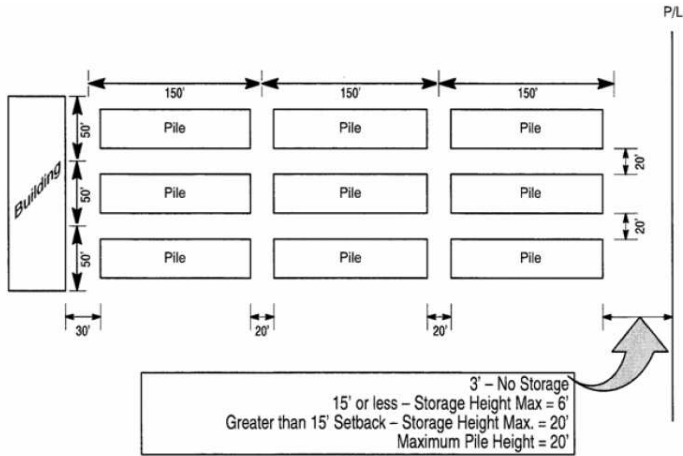 P/L
150' 150' 150'
50' Pile Pile Pile
20'
Building
50' Pile Pile Pile
20'
50' Pile Pile Pile
30' 20' 20'
3' – No Storage
15' or less – Storage Height Max = 6'
Greater than 15' Setback – Storage Height Max. = 20'
Maximum Pile Height = 20'